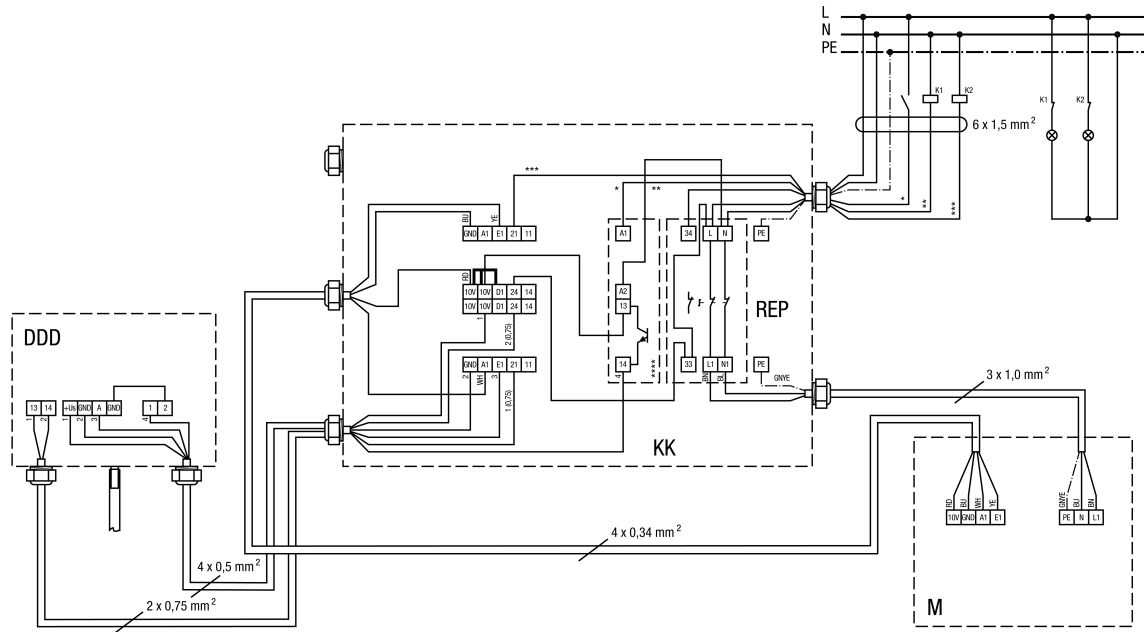 L
N
PE
K1
K2
K1
K2
6 x 1,5 mm²
***
*
**
*
**
***
BU
YE
GND A1 E1 21 11
A1
34
L
N
PE
RD
10V 10V D1 24 14
10V 10V D1 24 14
A2
13
REP
1
2 (0,75)
DDD
GND A1 E1 21 11
14
33
L1
N1
PE
2
WH
3
1 (0,75)
4
****
BN
BL
GNYE
3 x 1,0 mm²
13 14
+Us GND A GND
1 2
1
2
1
2
3
4
KK
RD
BU
WH
YE
GNYE
BU
BN
10V GND A1 E1
PE N L1
4 x 0,34 mm²
4 x 0,5 mm²
2 x 0,75 mm²
M